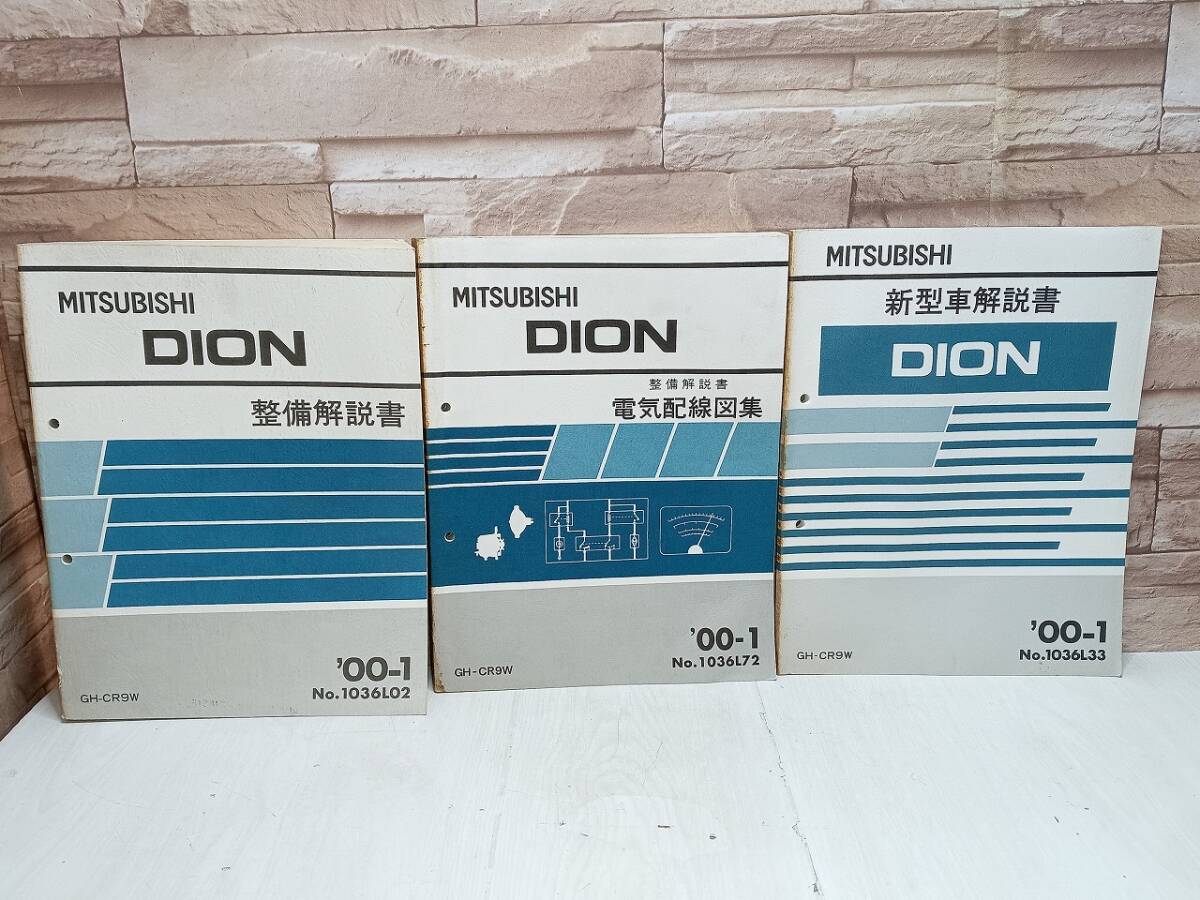 MITSUBISHI
DION
整備解説書
'00-1
No.1036L02
GH-CR9W
MITSUBISHI
DION
整備解説書
電気配線図集
'00-1
No.1036L72
GH-CR9W
MITSUBISHI
新型車解説書
DION
'00-1
No.1036L33
GH-CR9W